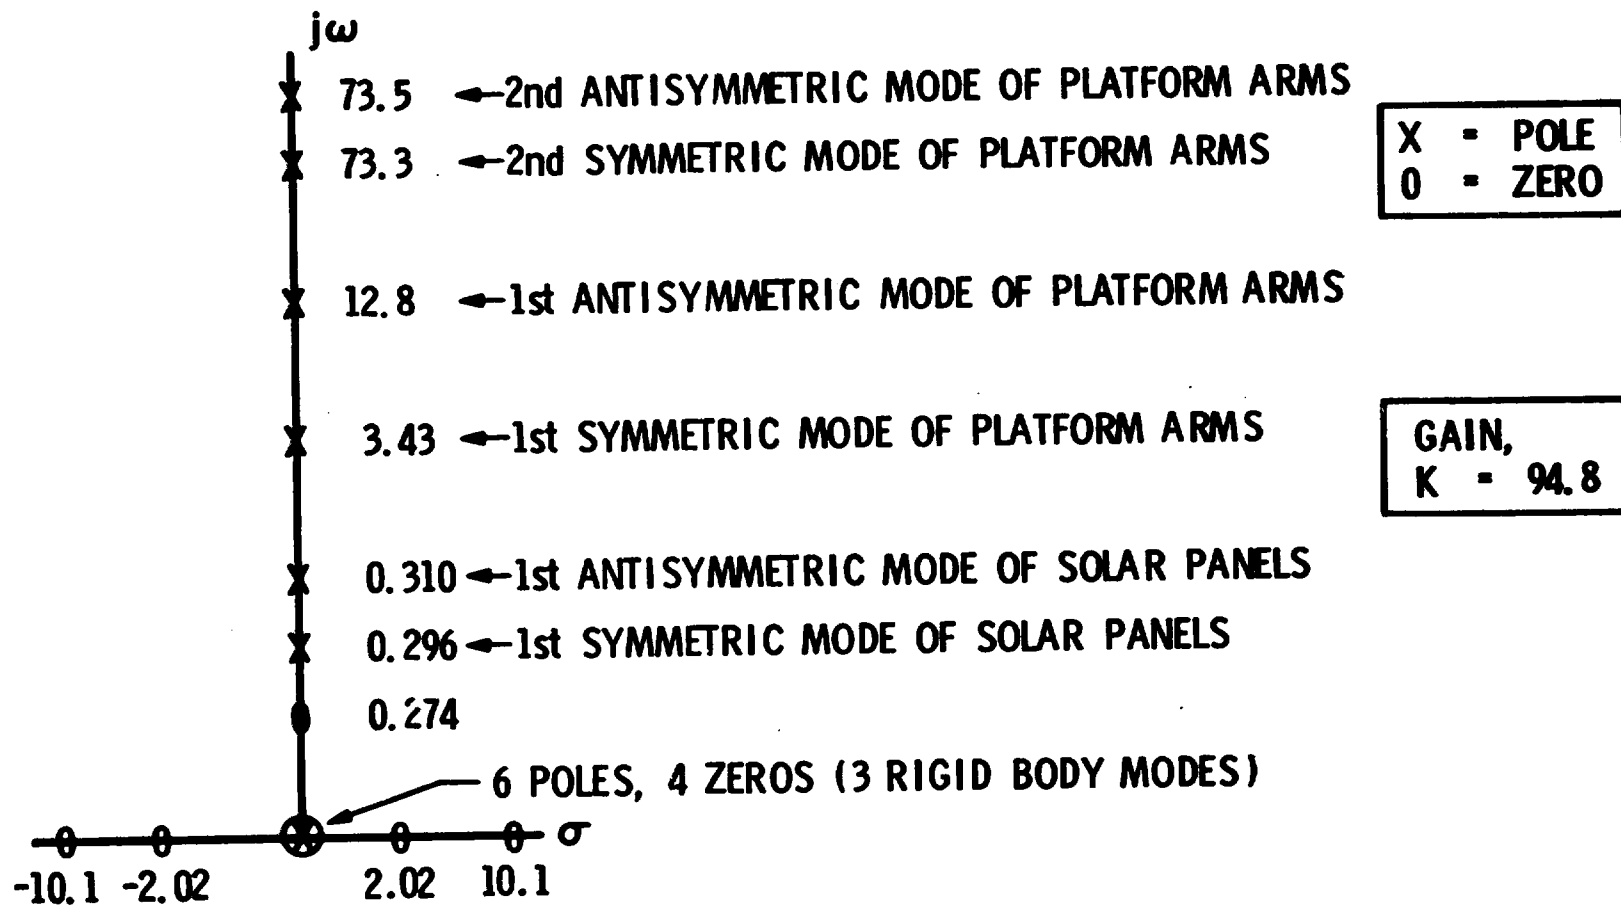 jω
73.5 ←2nd ANTISYMMETRIC MODE OF PLATFORM ARMS
73.3 ←2nd SYMMETRIC MODE OF PLATFORM ARMS
X = POLE
0 = ZERO
12.8 ←1st ANTISYMMETRIC MODE OF PLATFORM ARMS
3.43 ←1st SYMMETRIC MODE OF PLATFORM ARMS
GAIN,
K = 94.8
0.310 ←1st ANTISYMMETRIC MODE OF SOLAR PANELS
0.296 ←1st SYMMETRIC MODE OF SOLAR PANELS
0.274
6 POLES, 4 ZEROS (3 RIGID BODY MODES)
σ
-10.1 -2.02 2.02 10.1